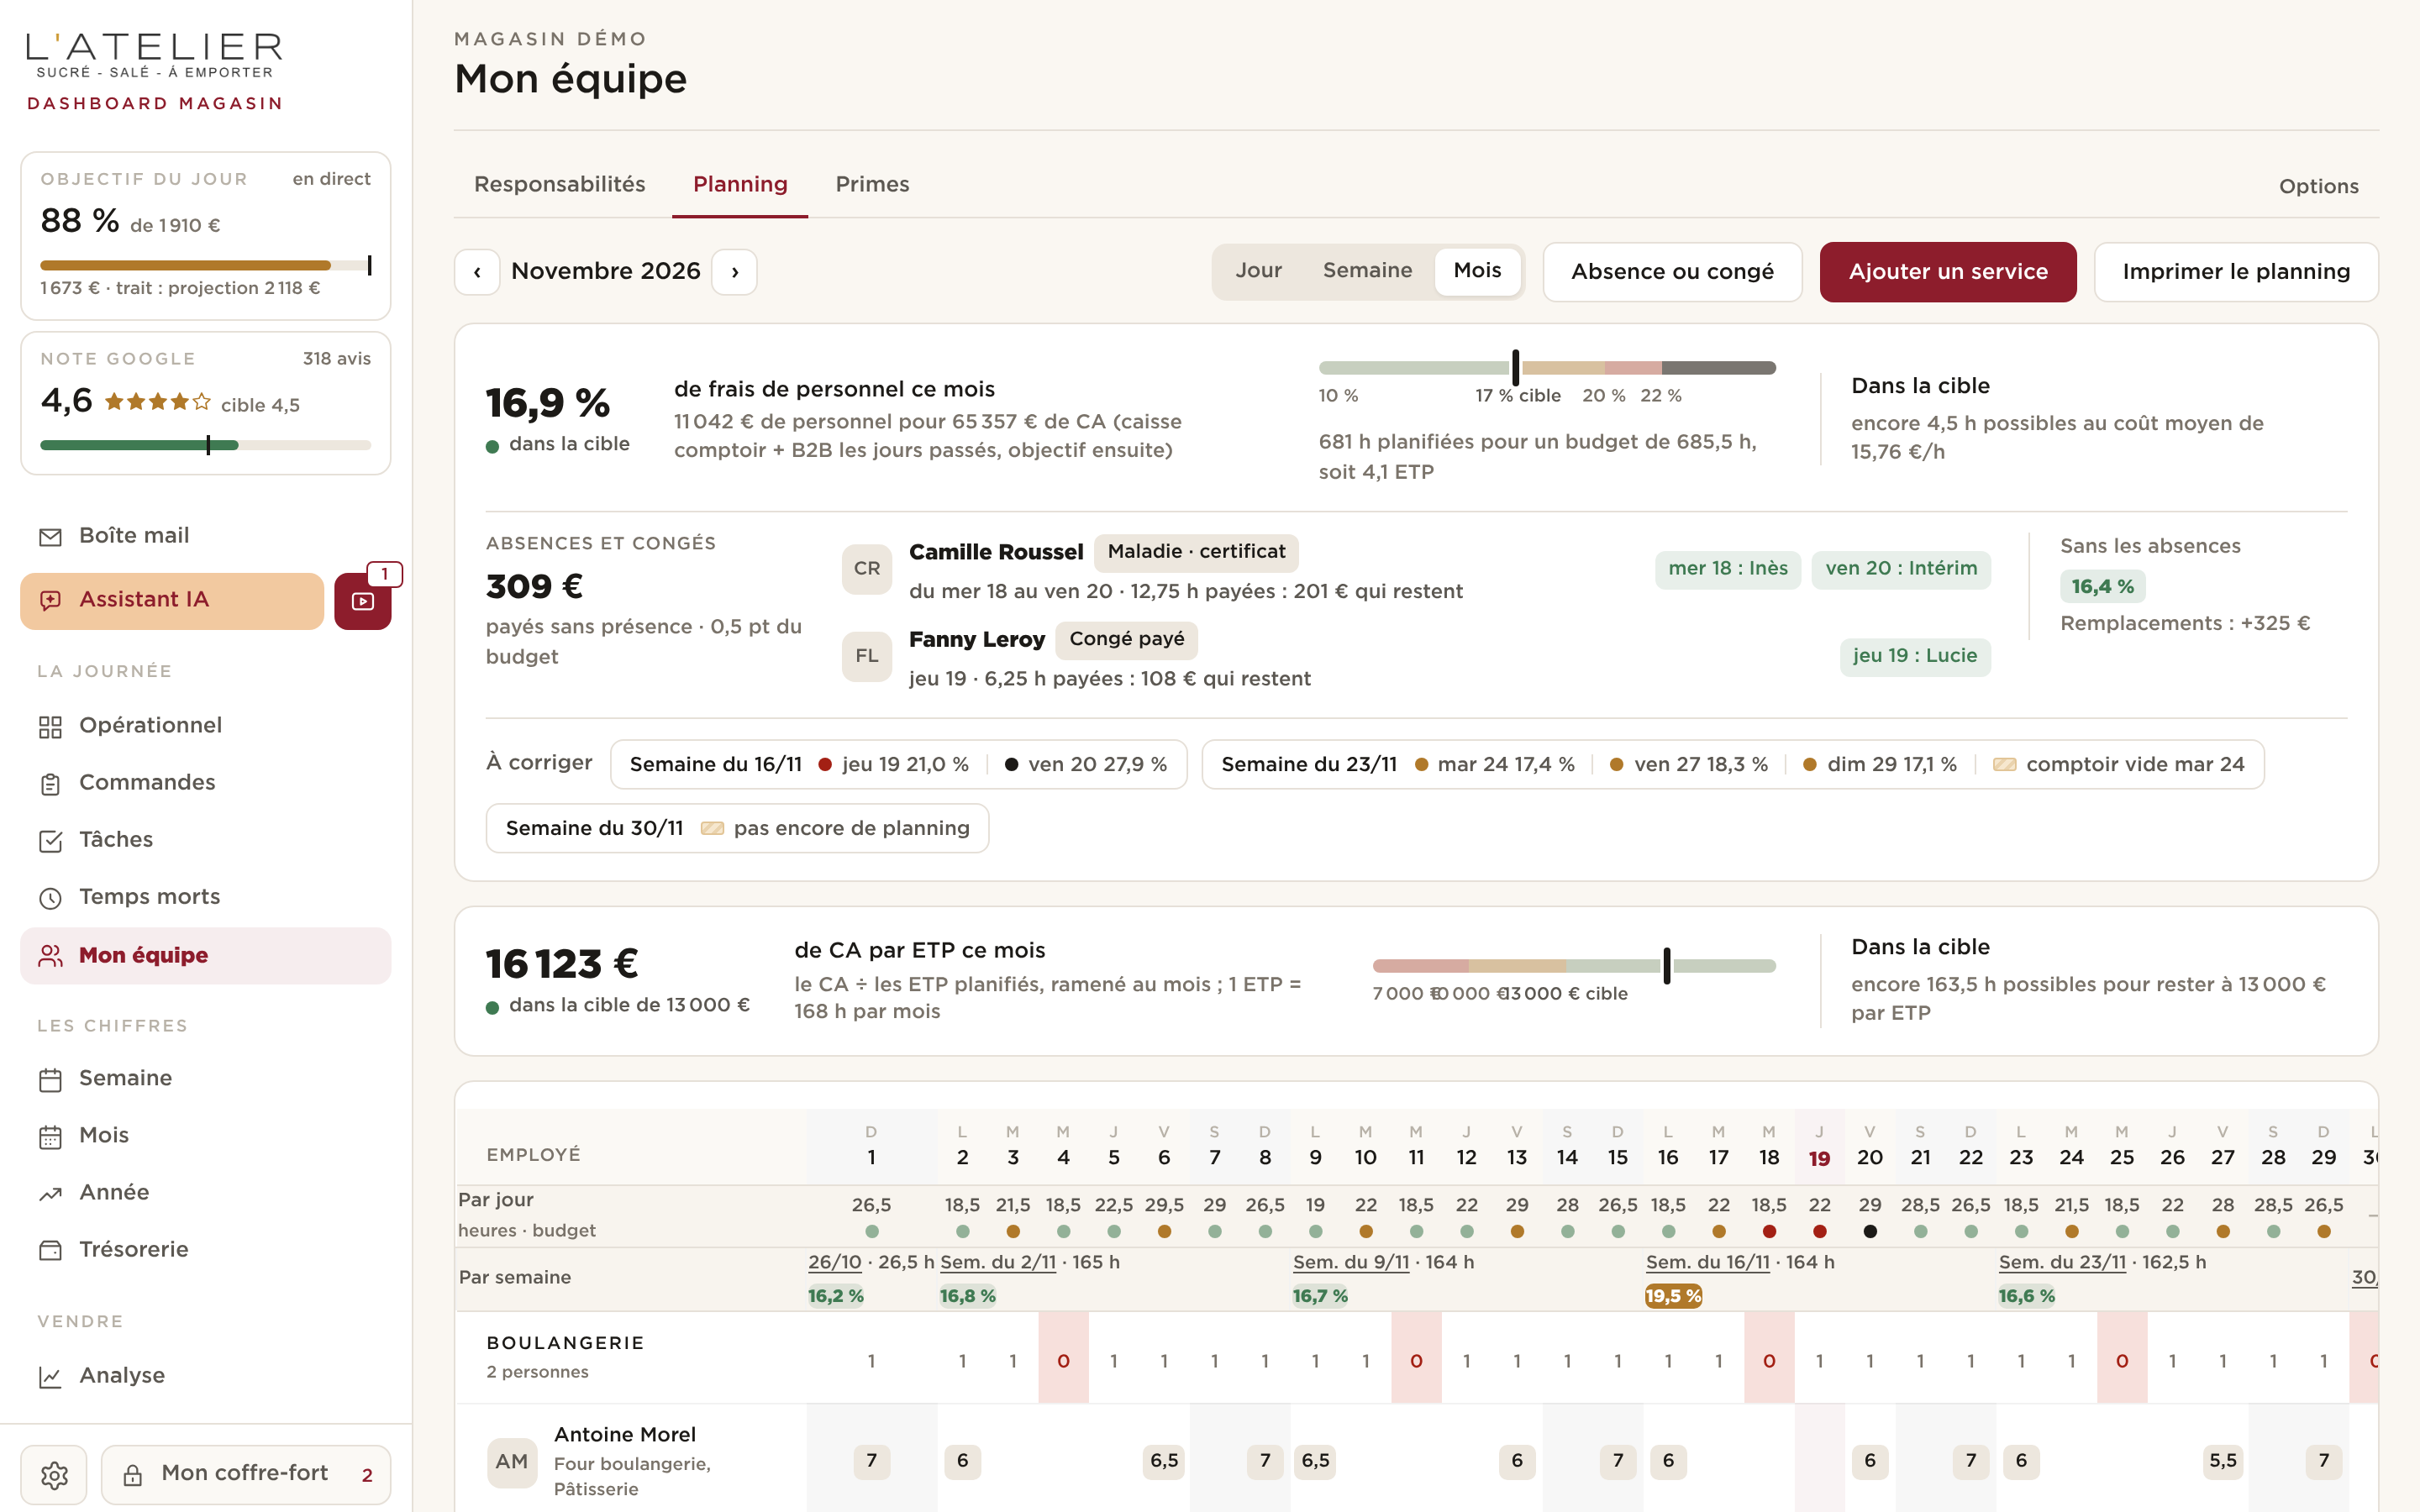 L'ATELIER
SUCRÉ - SALÉ - À EMPORTER
DASHBOARD MAGASIN
OBJECTIF DU JOUR en direct
88 % de 1 910 €
1 673 € · trait : projection 2 118 €
NOTE GOOGLE 318 avis
4,6 cible 4,5
Boîte mail
Assistant IA 1
LA JOURNÉE
Opérationnel
Commandes
Tâches
Temps morts
Mon équipe
LES CHIFFRES
Semaine
Mois
Année
Trésorerie
VENDRE
Analyse
Mon coffre-fort 2
MAGASIN DÉMO
Mon équipe
Responsabilités Planning Primes Options
‹ Novembre 2026 › Jour Semaine Mois Absence ou congé Ajouter un service Imprimer le planning
16,9 %
dans la cible
de frais de personnel ce mois
11 042 € de personnel pour 65 357 € de CA (caisse
comptoir + B2B les jours passés, objectif ensuite)
10 % 17 % cible 20 % 22 %
681 h planifiées pour un budget de 685,5 h,
soit 4,1 ETP
Dans la cible
encore 4,5 h possibles au coût moyen de
15,76 €/h
ABSENCES ET CONGÉS
309 €
payés sans présence · 0,5 pt du
budget
CR Camille Roussel Maladie · certificat
du mer 18 au ven 20 · 12,75 h payées : 201 € qui restent
mer 18 : Inès ven 20 : Intérim
FL Fanny Leroy Congé payé
jeu 19 · 6,25 h payées : 108 € qui restent
jeu 19 : Lucie
Sans les absences
16,4 %
Remplacements : +325 €
À corriger Semaine du 16/11 jeu 19 21,0 % ven 20 27,9 % Semaine du 23/11 mar 24 17,4 % ven 27 18,3 % dim 29 17,1 % comptoir vide mar 24
Semaine du 30/11 pas encore de planning
16 123 €
dans la cible de 13 000 €
de CA par ETP ce mois
le CA ÷ les ETP planifiés, ramené au mois ; 1 ETP =
168 h par mois
7 000 € 10 000 € 13 000 € cible
Dans la cible
encore 163,5 h possibles pour rester à 13 000 €
par ETP
D L M M J V S D L M M J V S D L M M J V S D L M M J V S D L
EMPLOYÉ 1 2 3 4 5 6 7 8 9 10 11 12 13 14 15 16 17 18 19 20 21 22 23 24 25 26 27 28 29 30
Par jour 26,5 18,5 21,5 18,5 22,5 29,5 29 26,5 19 22 18,5 22 29 28 26,5 18,5 22 18,5 22 29 28,5 26,5 18,5 21,5 18,5 22 28 28,5 26,5 –
heures · budget
Par semaine 26/10 · 26,5 h Sem. du 2/11 · 165 h Sem. du 9/11 · 164 h Sem. du 16/11 · 164 h Sem. du 23/11 · 162,5 h 30/
16,2 % 16,8 % 16,7 % 19,5 % 16,6 %
BOULANGERIE
2 personnes
1 1 1 0 1 1 1 1 1 1 0 1 1 1 1 1 1 0 1 1 1 1 1 1 0 1 1 1 1 0
AM Antoine Morel
Four boulangerie,
Pâtisserie
7 6 6,5 7 6,5 6 7 6 6 7 6 5,5 7